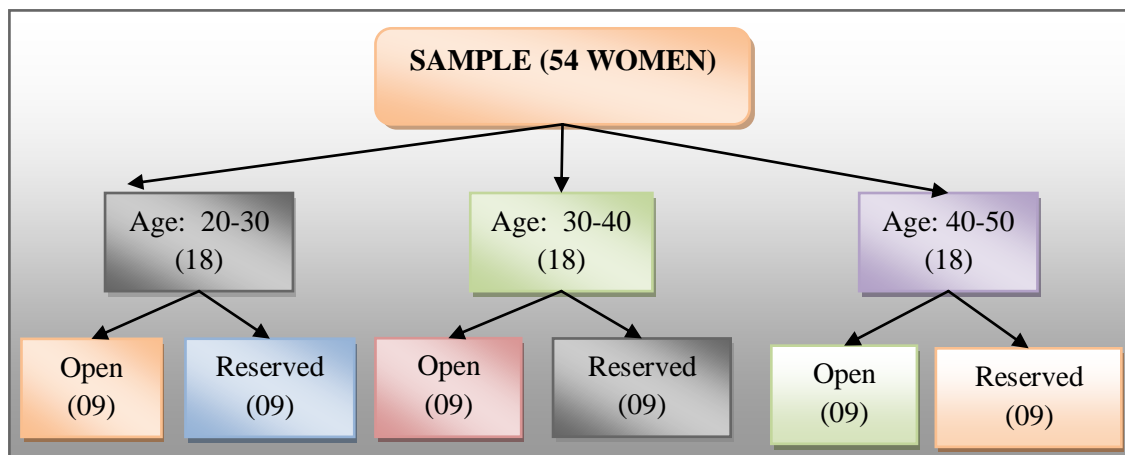 SAMPLE (54 WOMEN)
Age:  20-30
(18)
Age:  30-40
(18)
Age: 40-50
(18)
Open
(09)
Reserved
(09)
Open
(09)
Reserved
(09)
Open
(09)
Reserved
(09)